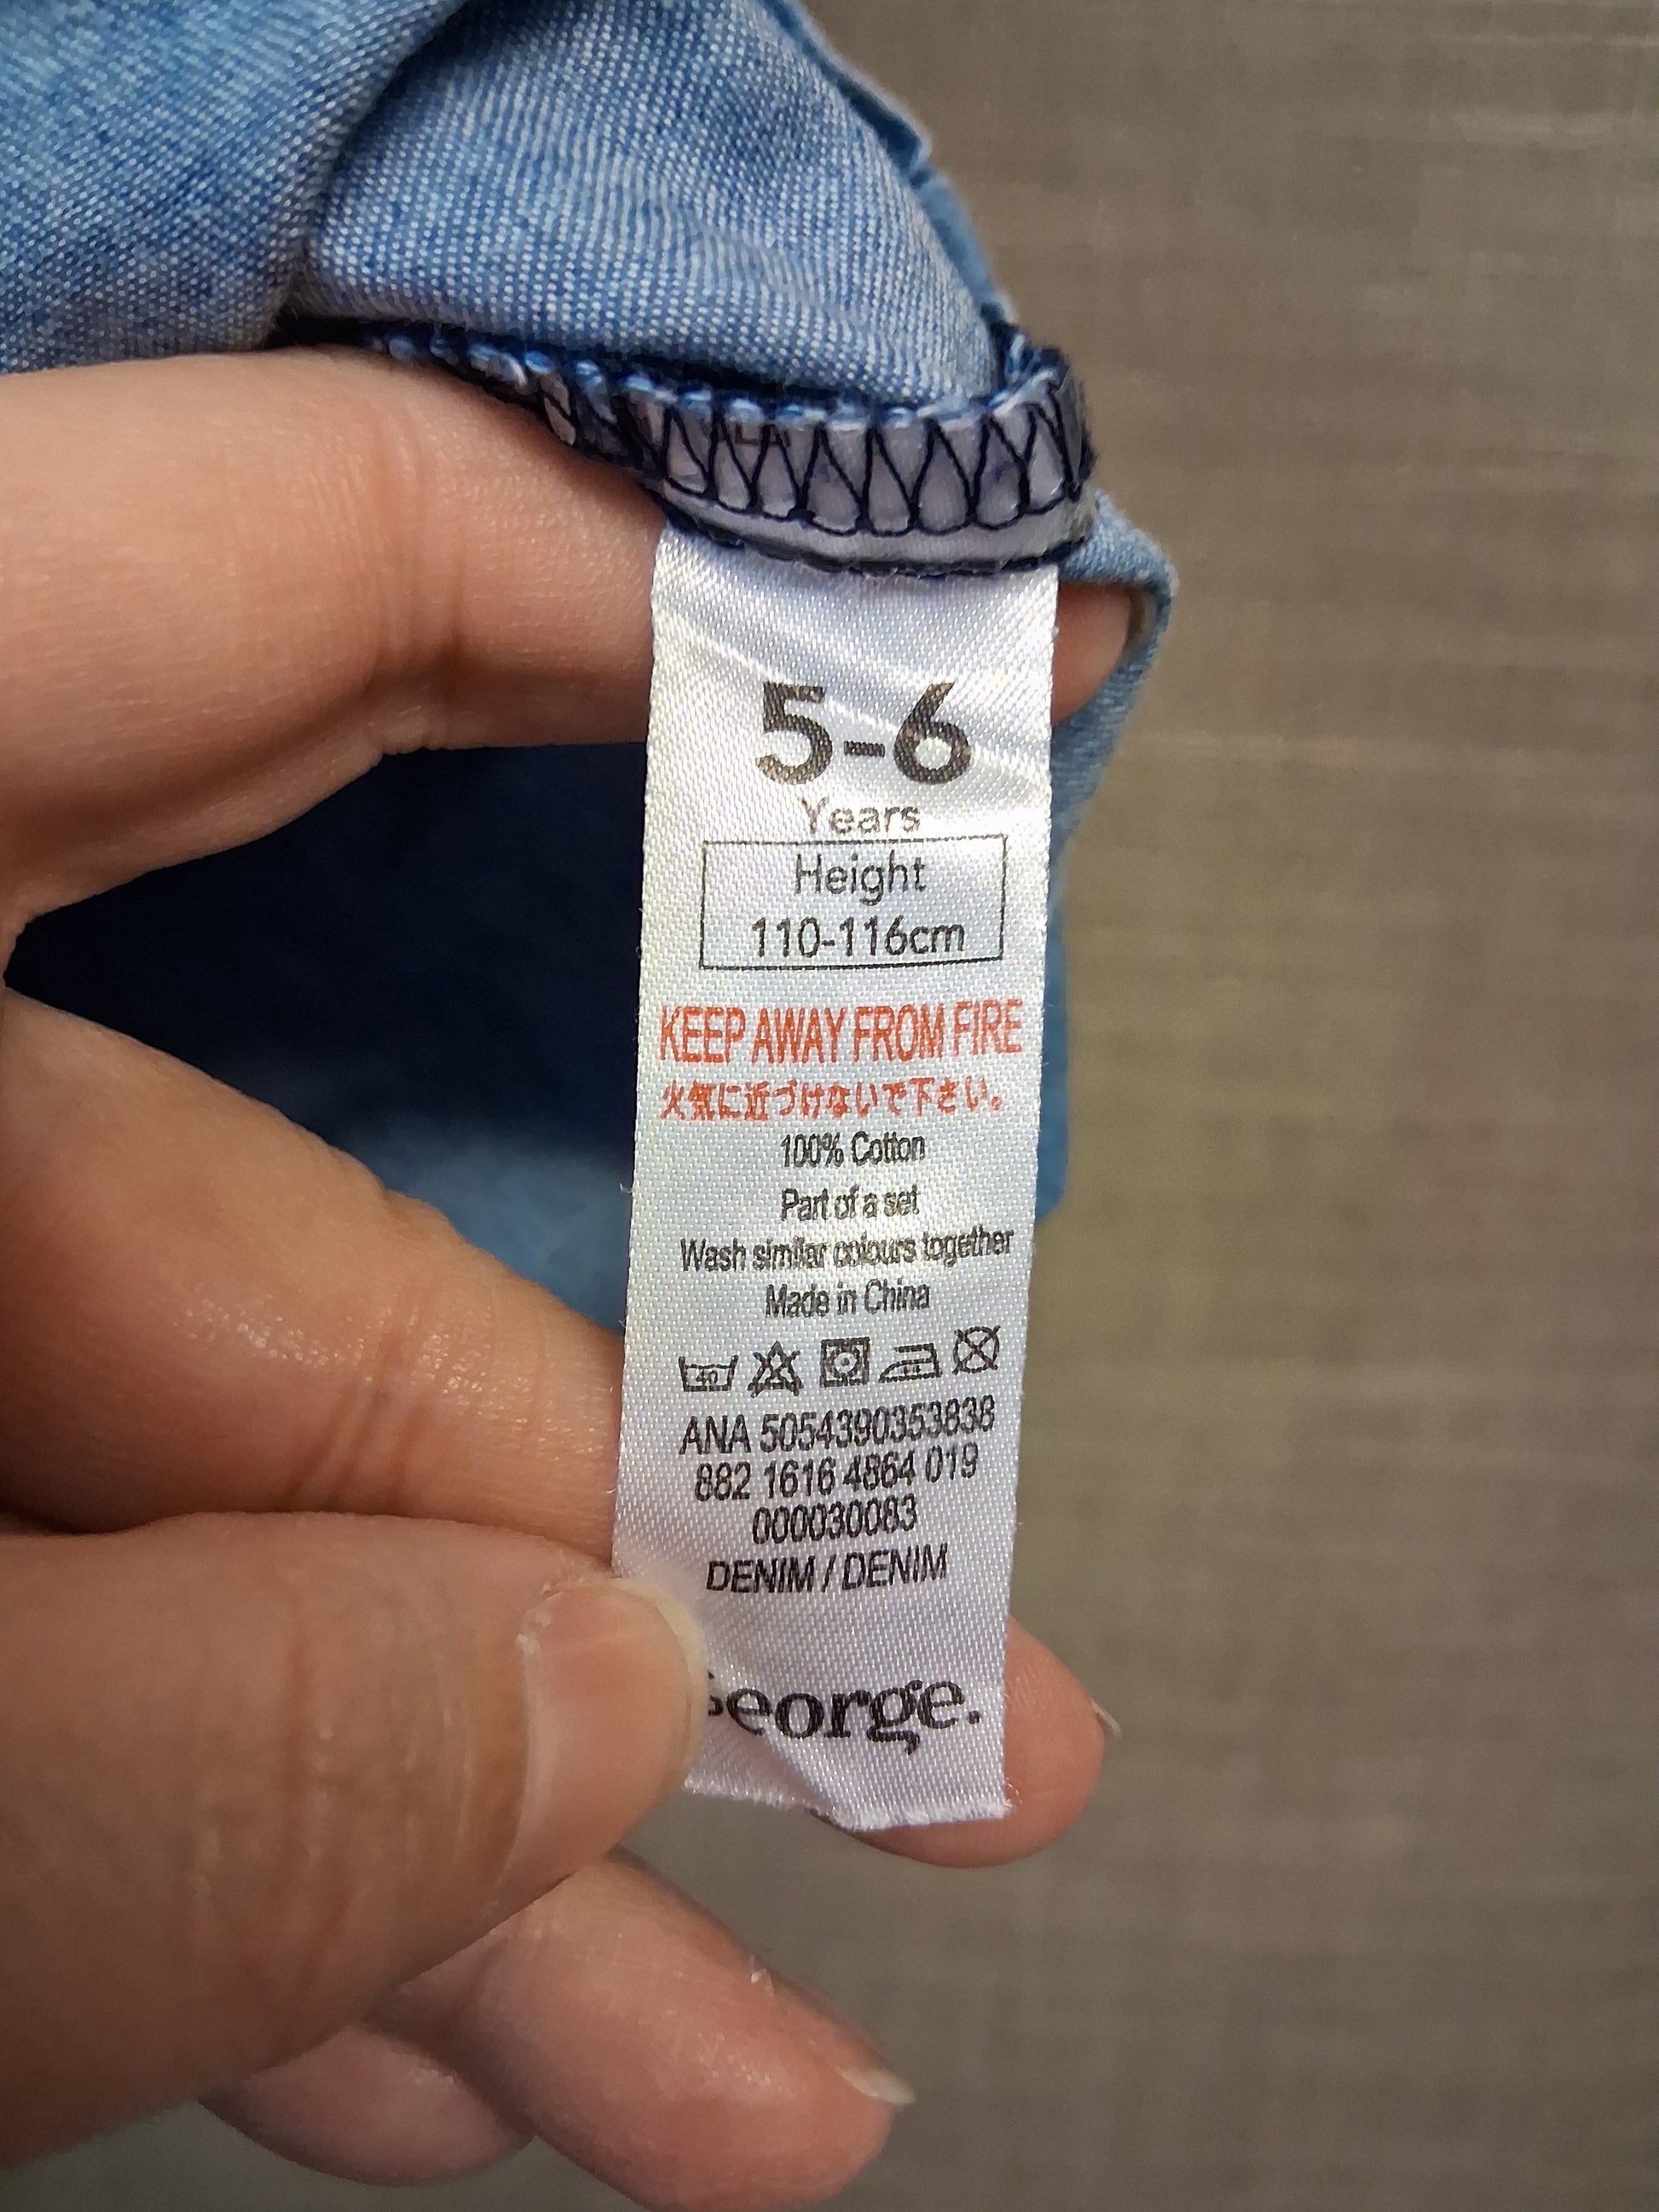 5-6
Years
Height
110-116cm
KEEP AWAY FROM FIRE
火気に近づけないで下さい。
100% Cotton
Part of a set
Wash similar colours together
Made in China
40
ANA 5054390353838
882 1616 4864 019
000030083
DENIM / DENIM
George.